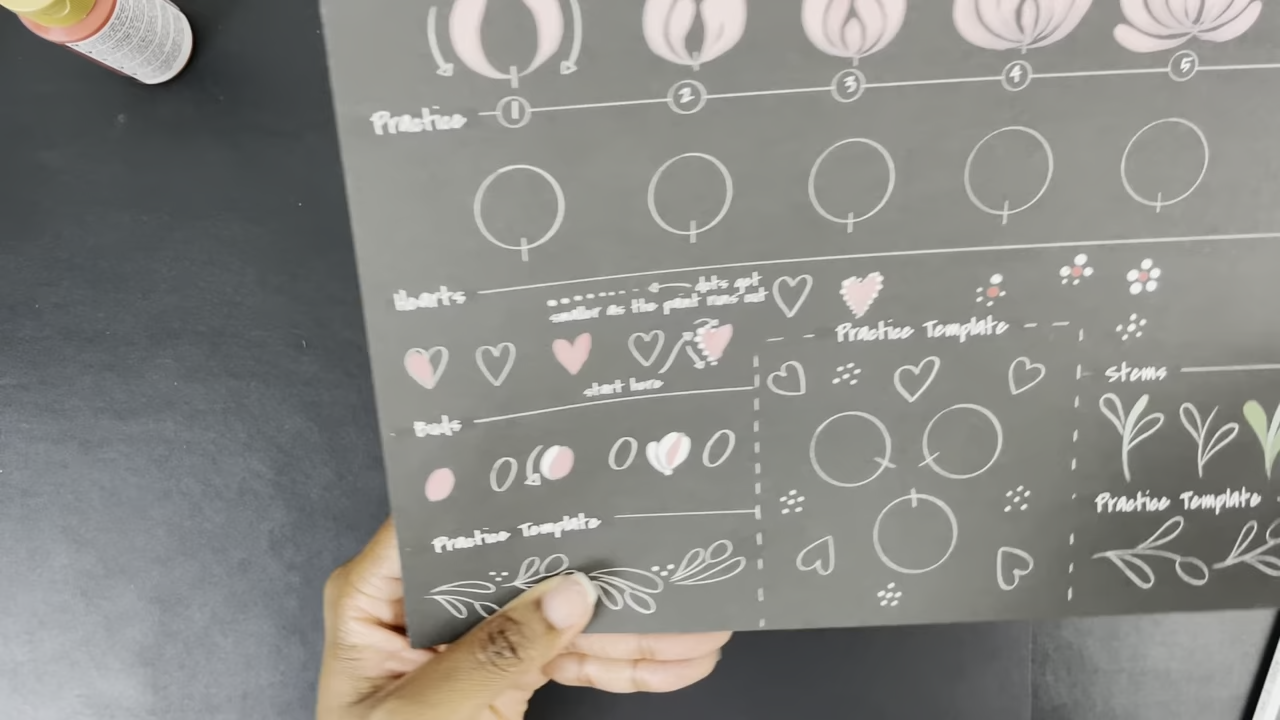 1 2 3 4 5
Practice
Hearts
dots get
smaller as the paint runs out
Practice Template
start here
Stems
Buds
Practice Template
Practice Template